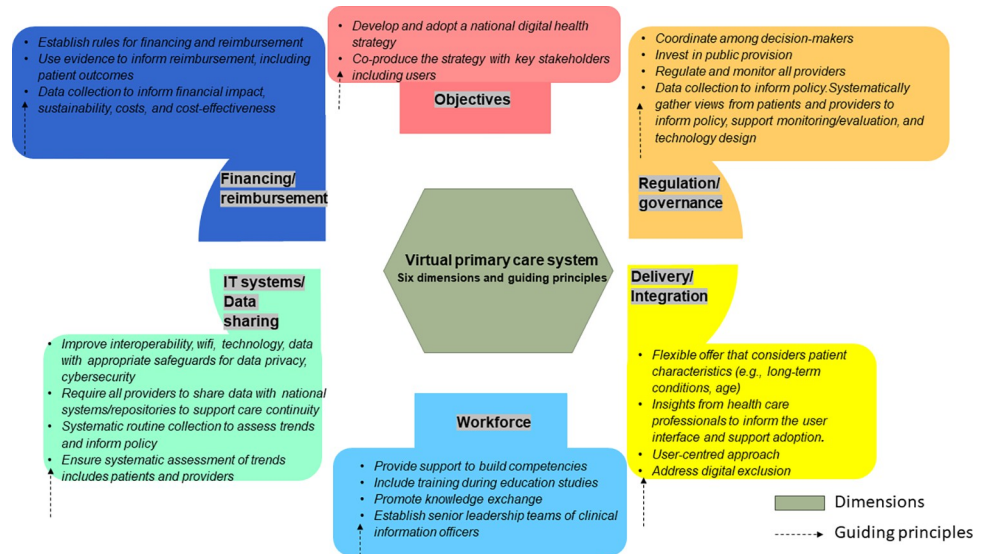 • Establish rules for financing and reimbursement
• Use evidence to inform reimbursement, including
patient outcomes
• Data collection to inform financial impact,
sustainability, costs, and cost-effectiveness
Financing/
reimbursement
• Develop and adopt a national digital health
strategy
• Co-produce the strategy with key stakeholders
including users
Objectives
• Coordinate among decision-makers
• Invest in public provision
• Regulate and monitor all providers
• Data collection to inform policy.Systematically
gather views from patients and providers to
inform policy, support monitoring/evaluation, and
technology design
Regulation/
governance
Virtual primary care system
Six dimensions and guiding principles
IT systems/
Data
sharing
• Improve interoperability, wifi, technology, data
with appropriate safeguards for data privacy,
cybersecurity
• Require all providers to share data with national
systems/repositories to support care continuity
• Systematic routine collection to assess trends
and inform policy
• Ensure systematic assessment of trends
includes patients and providers
Workforce
• Provide support to build competencies
• Include training during education studies
• Promote knowledge exchange
• Establish senior leadership teams of clinical
information officers
Delivery/
Integration
• Flexible offer that considers patient
characteristics (e.g., long-term
conditions, age)
• Insights from health care
professionals to inform the user
interface and support adoption.
• User-centred approach
• Address digital exclusion
Dimensions
Guiding principles